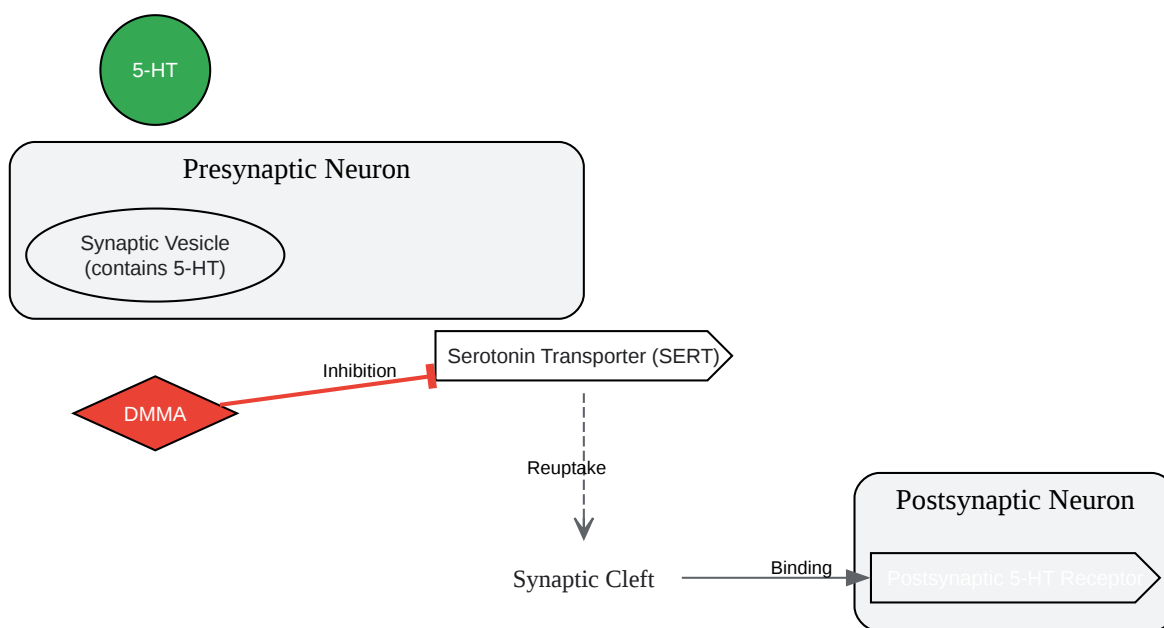 5-HT
Presynaptic Neuron
Synaptic Vesicle
(contains 5-HT)
Serotonin Transporter (SERT)
Inhibition
DMMA
Reuptake
Postsynaptic Neuron
Synaptic Cleft
Binding
Postsynaptic 5-HT Receptor